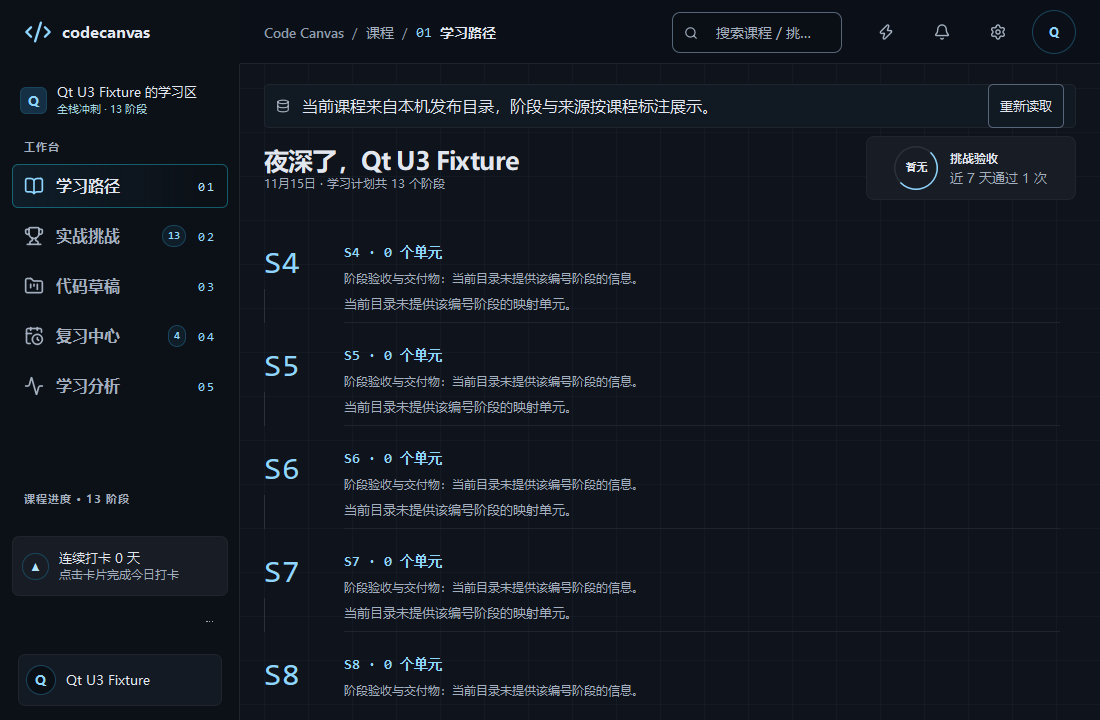 codecanvas
Qt U3 Fixture 的学习区
全栈冲刺 · 13 阶段
工作台
学习路径 01
实战挑战 13 02
代码草稿 03
复习中心 4 04
学习分析 05
课程进度 • 13 阶段
连续打卡 0 天
点击卡片完成今日打卡
...
Q Qt U3 Fixture
Code Canvas / 课程 / 01 学习路径
搜索课程 / 挑...
Q
当前课程来自本机发布目录，阶段与来源按课程标注展示。
重新读取
夜深了，Qt U3 Fixture
11月15日 · 学习计划共 13 个阶段
暂无
挑战验收
近 7 天通过 1 次
S4
S4 · 0 个单元
阶段验收与交付物：当前目录未提供该编号阶段的信息。
当前目录未提供该编号阶段的映射单元。
S5
S5 · 0 个单元
阶段验收与交付物：当前目录未提供该编号阶段的信息。
当前目录未提供该编号阶段的映射单元。
S6
S6 · 0 个单元
阶段验收与交付物：当前目录未提供该编号阶段的信息。
当前目录未提供该编号阶段的映射单元。
S7
S7 · 0 个单元
阶段验收与交付物：当前目录未提供该编号阶段的信息。
当前目录未提供该编号阶段的映射单元。
S8
S8 · 0 个单元
阶段验收与交付物：当前目录未提供该编号阶段的信息。